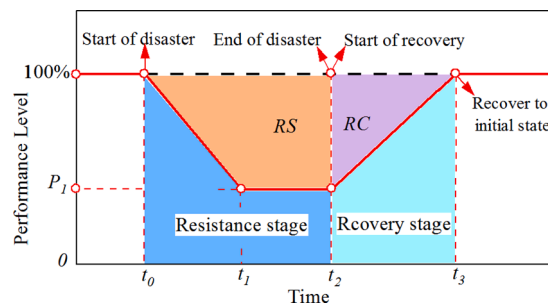 Start of disaster
End of disaster
Start of recovery
100%
Recover to
initial state
RS
RC
P1
Resistance stage
Rcovery stage
0
t0
t1
t2
t3
Time
Performance Level